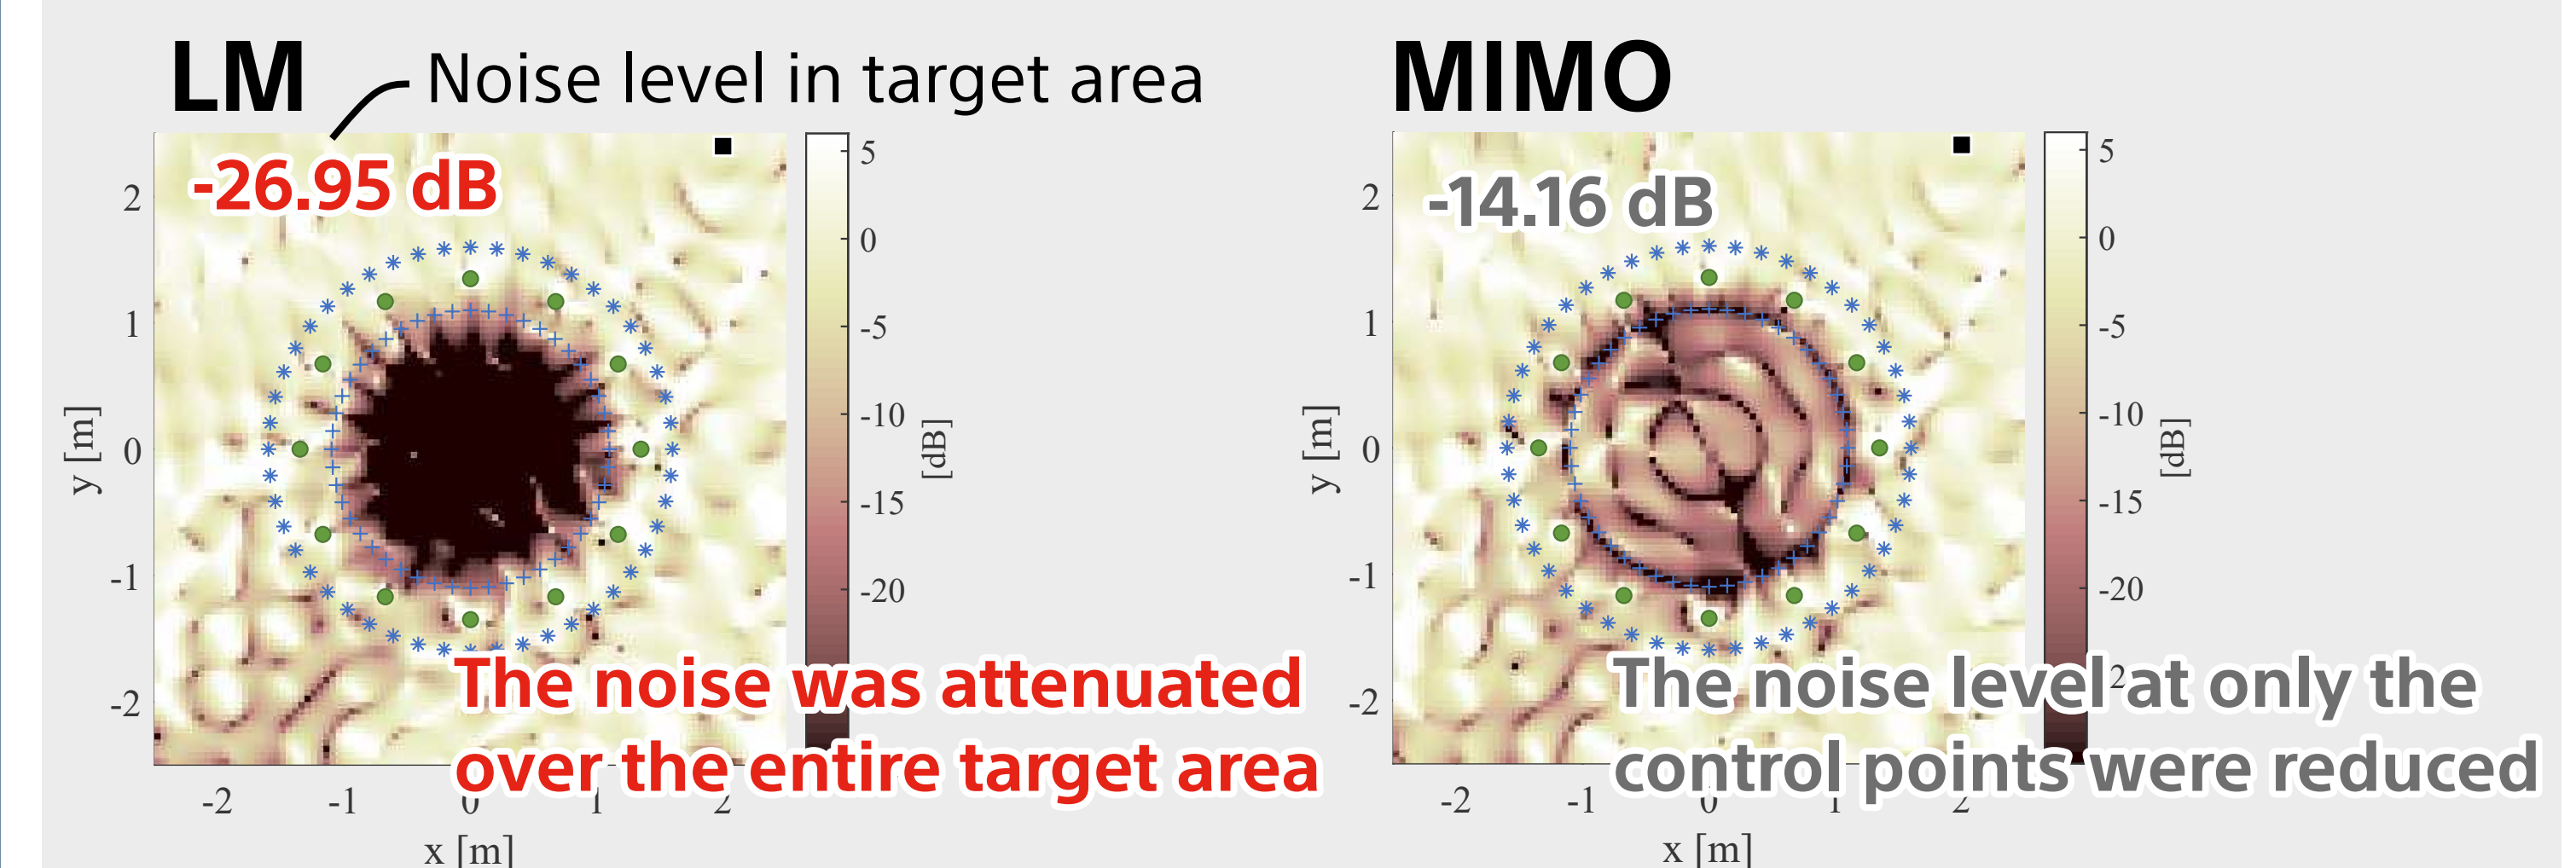 LM
Noise level in target area
-26.95 dB
2
1
0
-1
-2
y [m]
-2
-1
0
1
2
x [m]
5
0
-5
-10
-15
-20
[dB]
The noise was attenuated
over the entire target area
MIMO
-14.16 dB
2
1
0
-1
-2
y [m]
-2
-1
0
1
2
x [m]
5
0
-5
-10
-15
-20
[dB]
The noise level at only the
control points were reduced